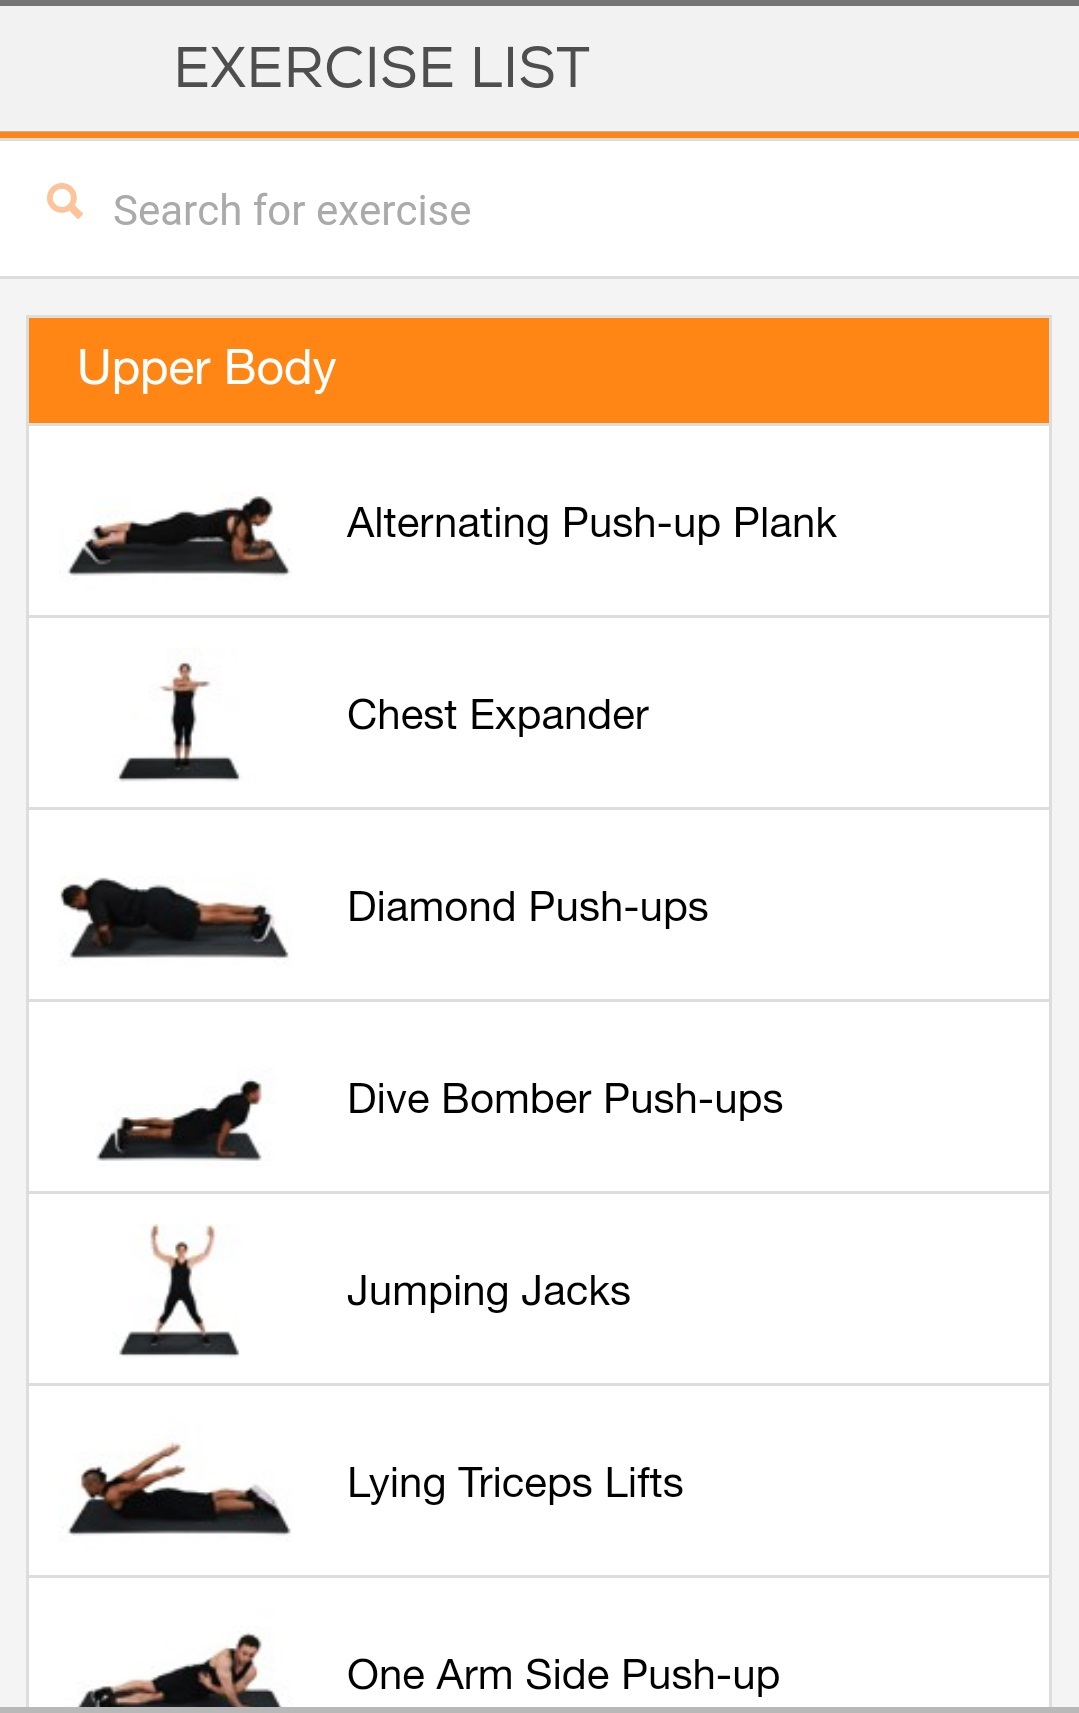 EXERCISE LIST
Search for exercise
Upper Body
Alternating Push-up Plank
Chest Expander
Diamond Push-ups
Dive Bomber Push-ups
Jumping Jacks
Lying Triceps Lifts
One Arm Side Push-up